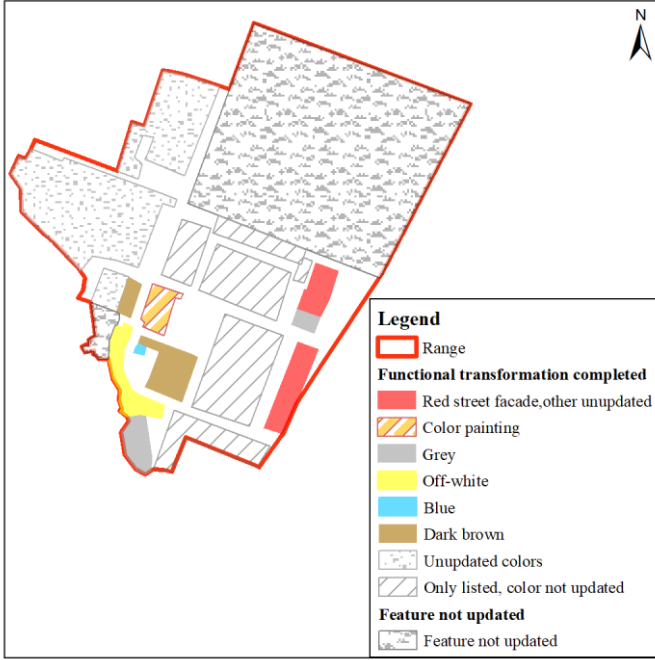 N
Legend
Range
Functional transformation completed
Red street facade,other unupdated
Color painting
Grey
Off-white
Blue
Dark brown
Unupdated colors
Only listed, color not updated
Feature not updated
Feature not updated